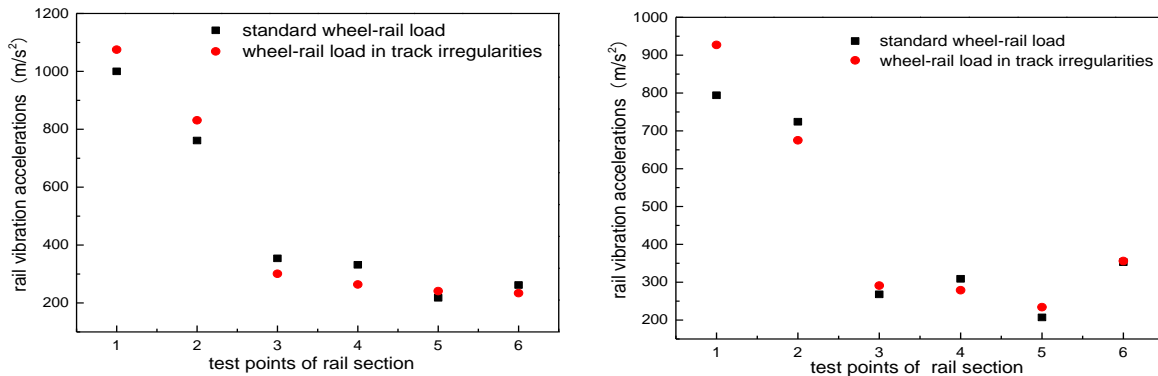 1200
1000
800
600
400
200
1 2 3 4 5 6
rail vibration accelerations (m/s²)
test points of rail section
standard wheel-rail load
wheel-rail load in track irregularities
1000
900
800
700
600
500
400
300
200
1 2 3 4 5 6
rail vibration accelerations (m/s²)
test points of rail section
standard wheel-rail load
wheel-rail load in track irregularities